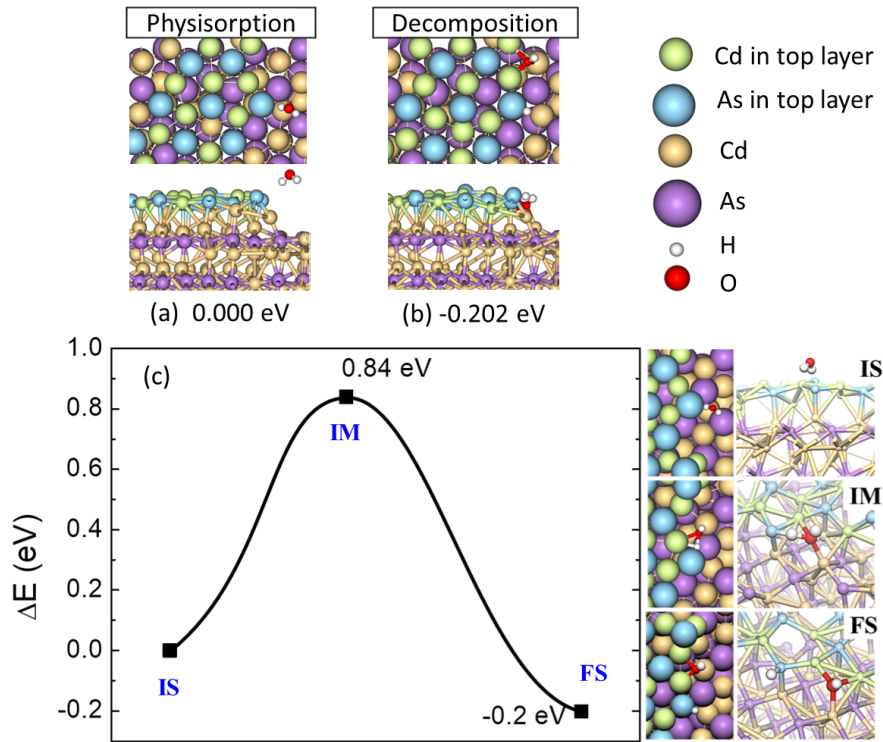 Physisorption
Decomposition
(a) 0.000 eV
(b) -0.202 eV
Cd in top layer
As in top layer
Cd
As
H
O
(c)
1.0
0.8
0.6
0.4
0.2
0.0
-0.2
ΔE (eV)
0.84 eV
IM
IS
FS
-0.2 eV
IS
IM
FS